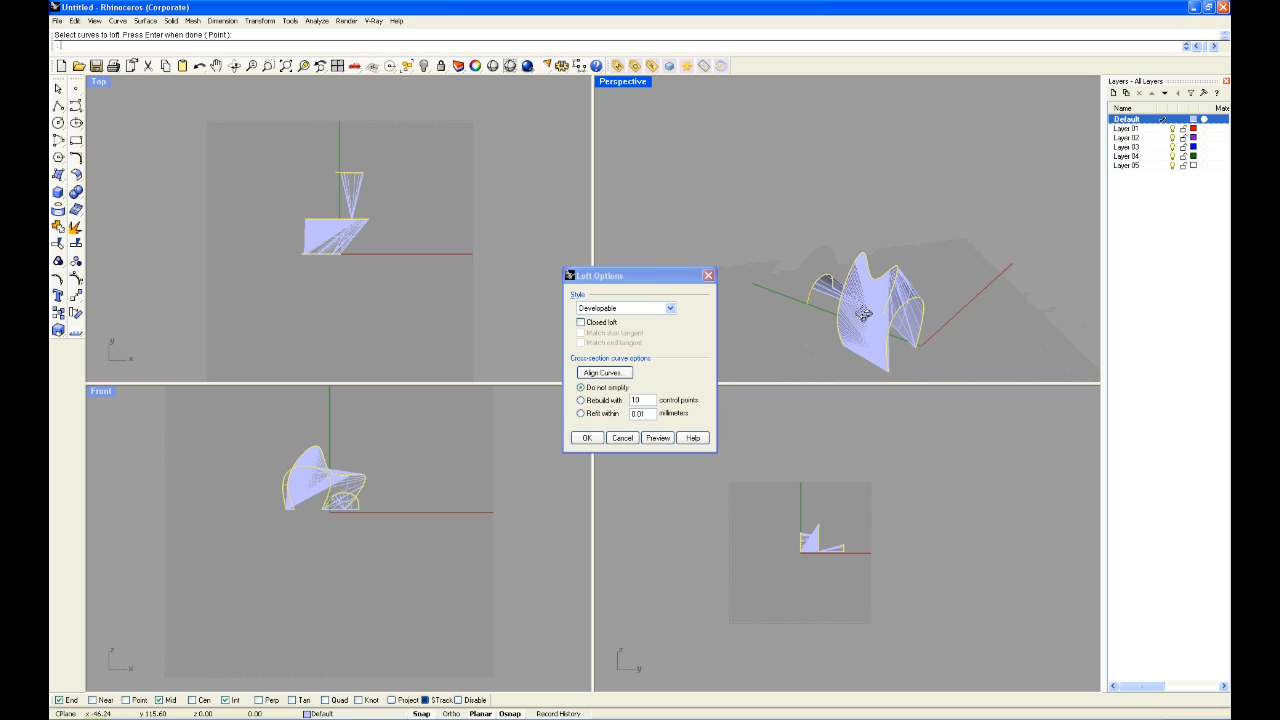 Untitled - Rhinoceros (Corporate)
File Edit View Curve Surface Solid Mesh Dimension Transform Tools Analyze Render V-Ray Help
Select curves to loft. Press Enter when done ( Point ):
Top
Perspective
Layers - All Layers
Name Mate
Default
Layer 01
Layer 02
Layer 03
Layer 04
Layer 05
y
x
Loft Options
Style
Developable
Closed loft
Match start tangent
Match end tangent
Cross-section curve options
Align Curves...
Do not simplify
Rebuild with 10 control points
Refit within 0.01 millimeters
OK Cancel Preview Help
Front
z
x
z
y
End Near Point Mid Cen Int Perp Tan Quad Knot Project STrack Disable
CPlane x -46.24 y 115.60 z 0.00 0.00 Default Snap Ortho Planar Osnap Record History